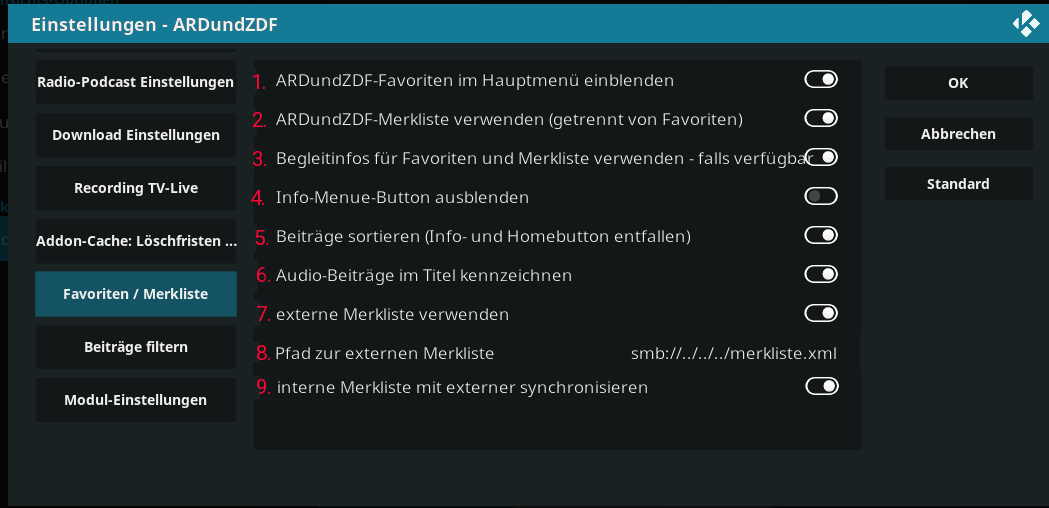 Einstellungen - ARDundZDF
Radio-Podcast Einstellungen
Download Einstellungen
Recording TV-Live
Addon-Cache: Löschfristen ...
Favoriten / Merkliste
Beiträge filtern
Modul-Einstellungen
1. ARDundZDF-Favoriten im Hauptmenü einblenden
2. ARDundZDF-Merkliste verwenden (getrennt von Favoriten)
3. Begleitinfos für Favoriten und Merkliste verwenden - falls verfügbar
4. Info-Menue-Button ausblenden
5. Beiträge sortieren (Info- und Homebutton entfallen)
6. Audio-Beiträge im Titel kennzeichnen
7. externe Merkliste verwenden
8. Pfad zur externen Merkliste smb://../../../merkliste.xml
9. interne Merkliste mit externer synchronisieren
OK
Abbrechen
Standard